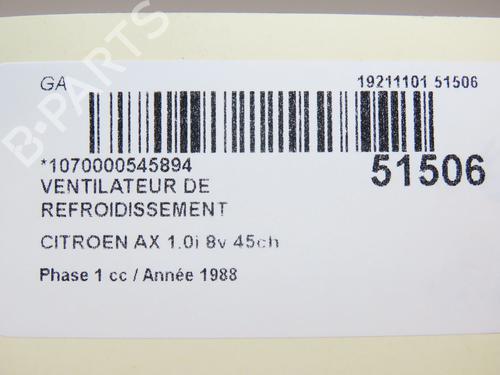 GA
19211101 51506
*1070000545894
51506
VENTILATEUR DE
REFROIDISSEMENT
CITROEN AX 1.0i 8v 45ch
Phase 1 cc / Année 1988
B-PARTS